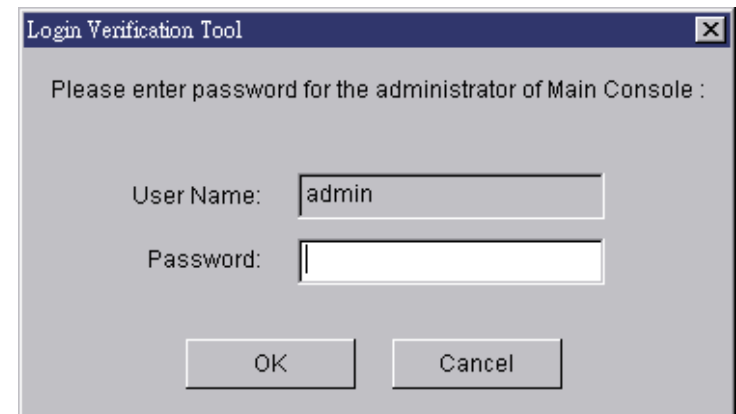 Login Verification Tool
Please enter password for the administrator of Main Console :
User Name: admin
Password:
OK Cancel